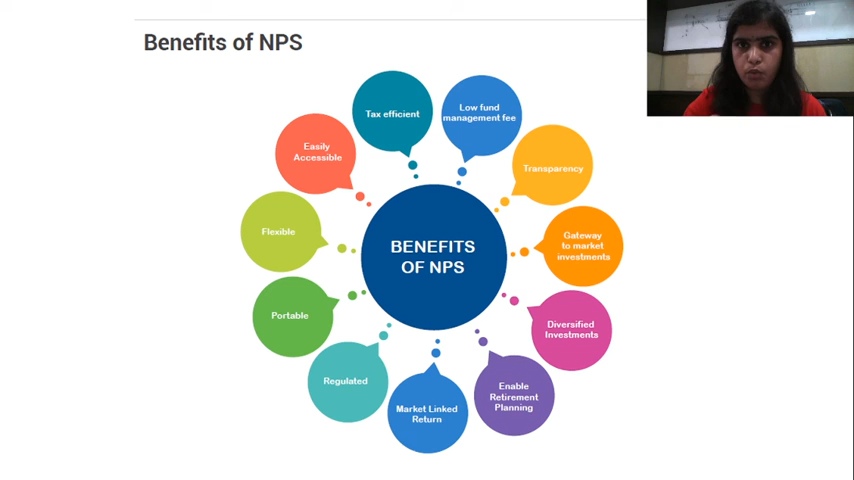 Benefits of NPS
Tax efficient
Low fund
management fee
Easily
Accessible
Transparency
Flexible
Gateway
to market
investments
BENEFITS
OF NPS
Portable
Diversified
Investments
Regulated
Enable
Retirement
Planning
Market Linked
Return